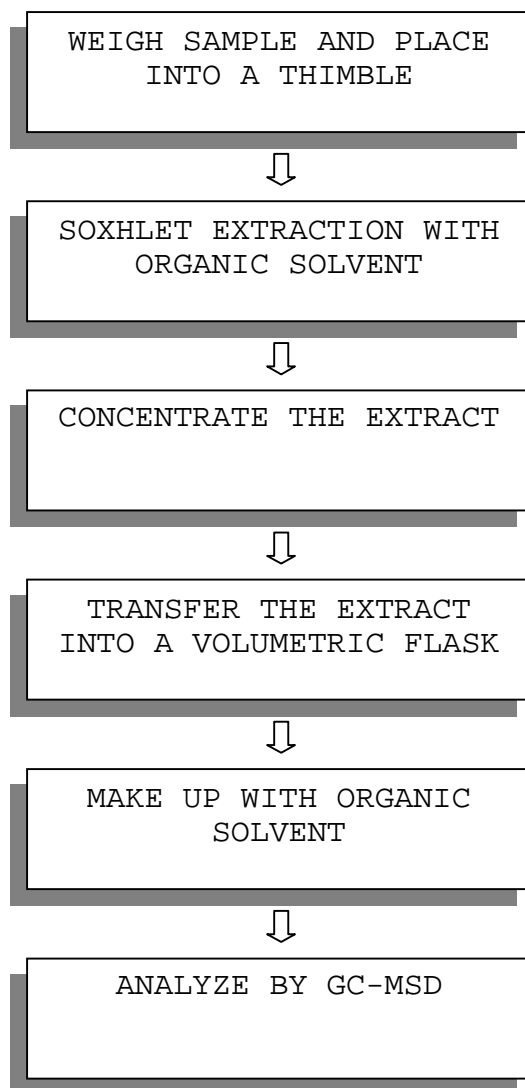 WEIGH SAMPLE AND PLACE
INTO A THIMBLE
SOXHLET EXTRACTION WITH
ORGANIC SOLVENT
CONCENTRATE THE EXTRACT
TRANSFER THE EXTRACT
INTO A VOLUMETRIC FLASK
MAKE UP WITH ORGANIC
SOLVENT
ANALYZE BY GC-MSD